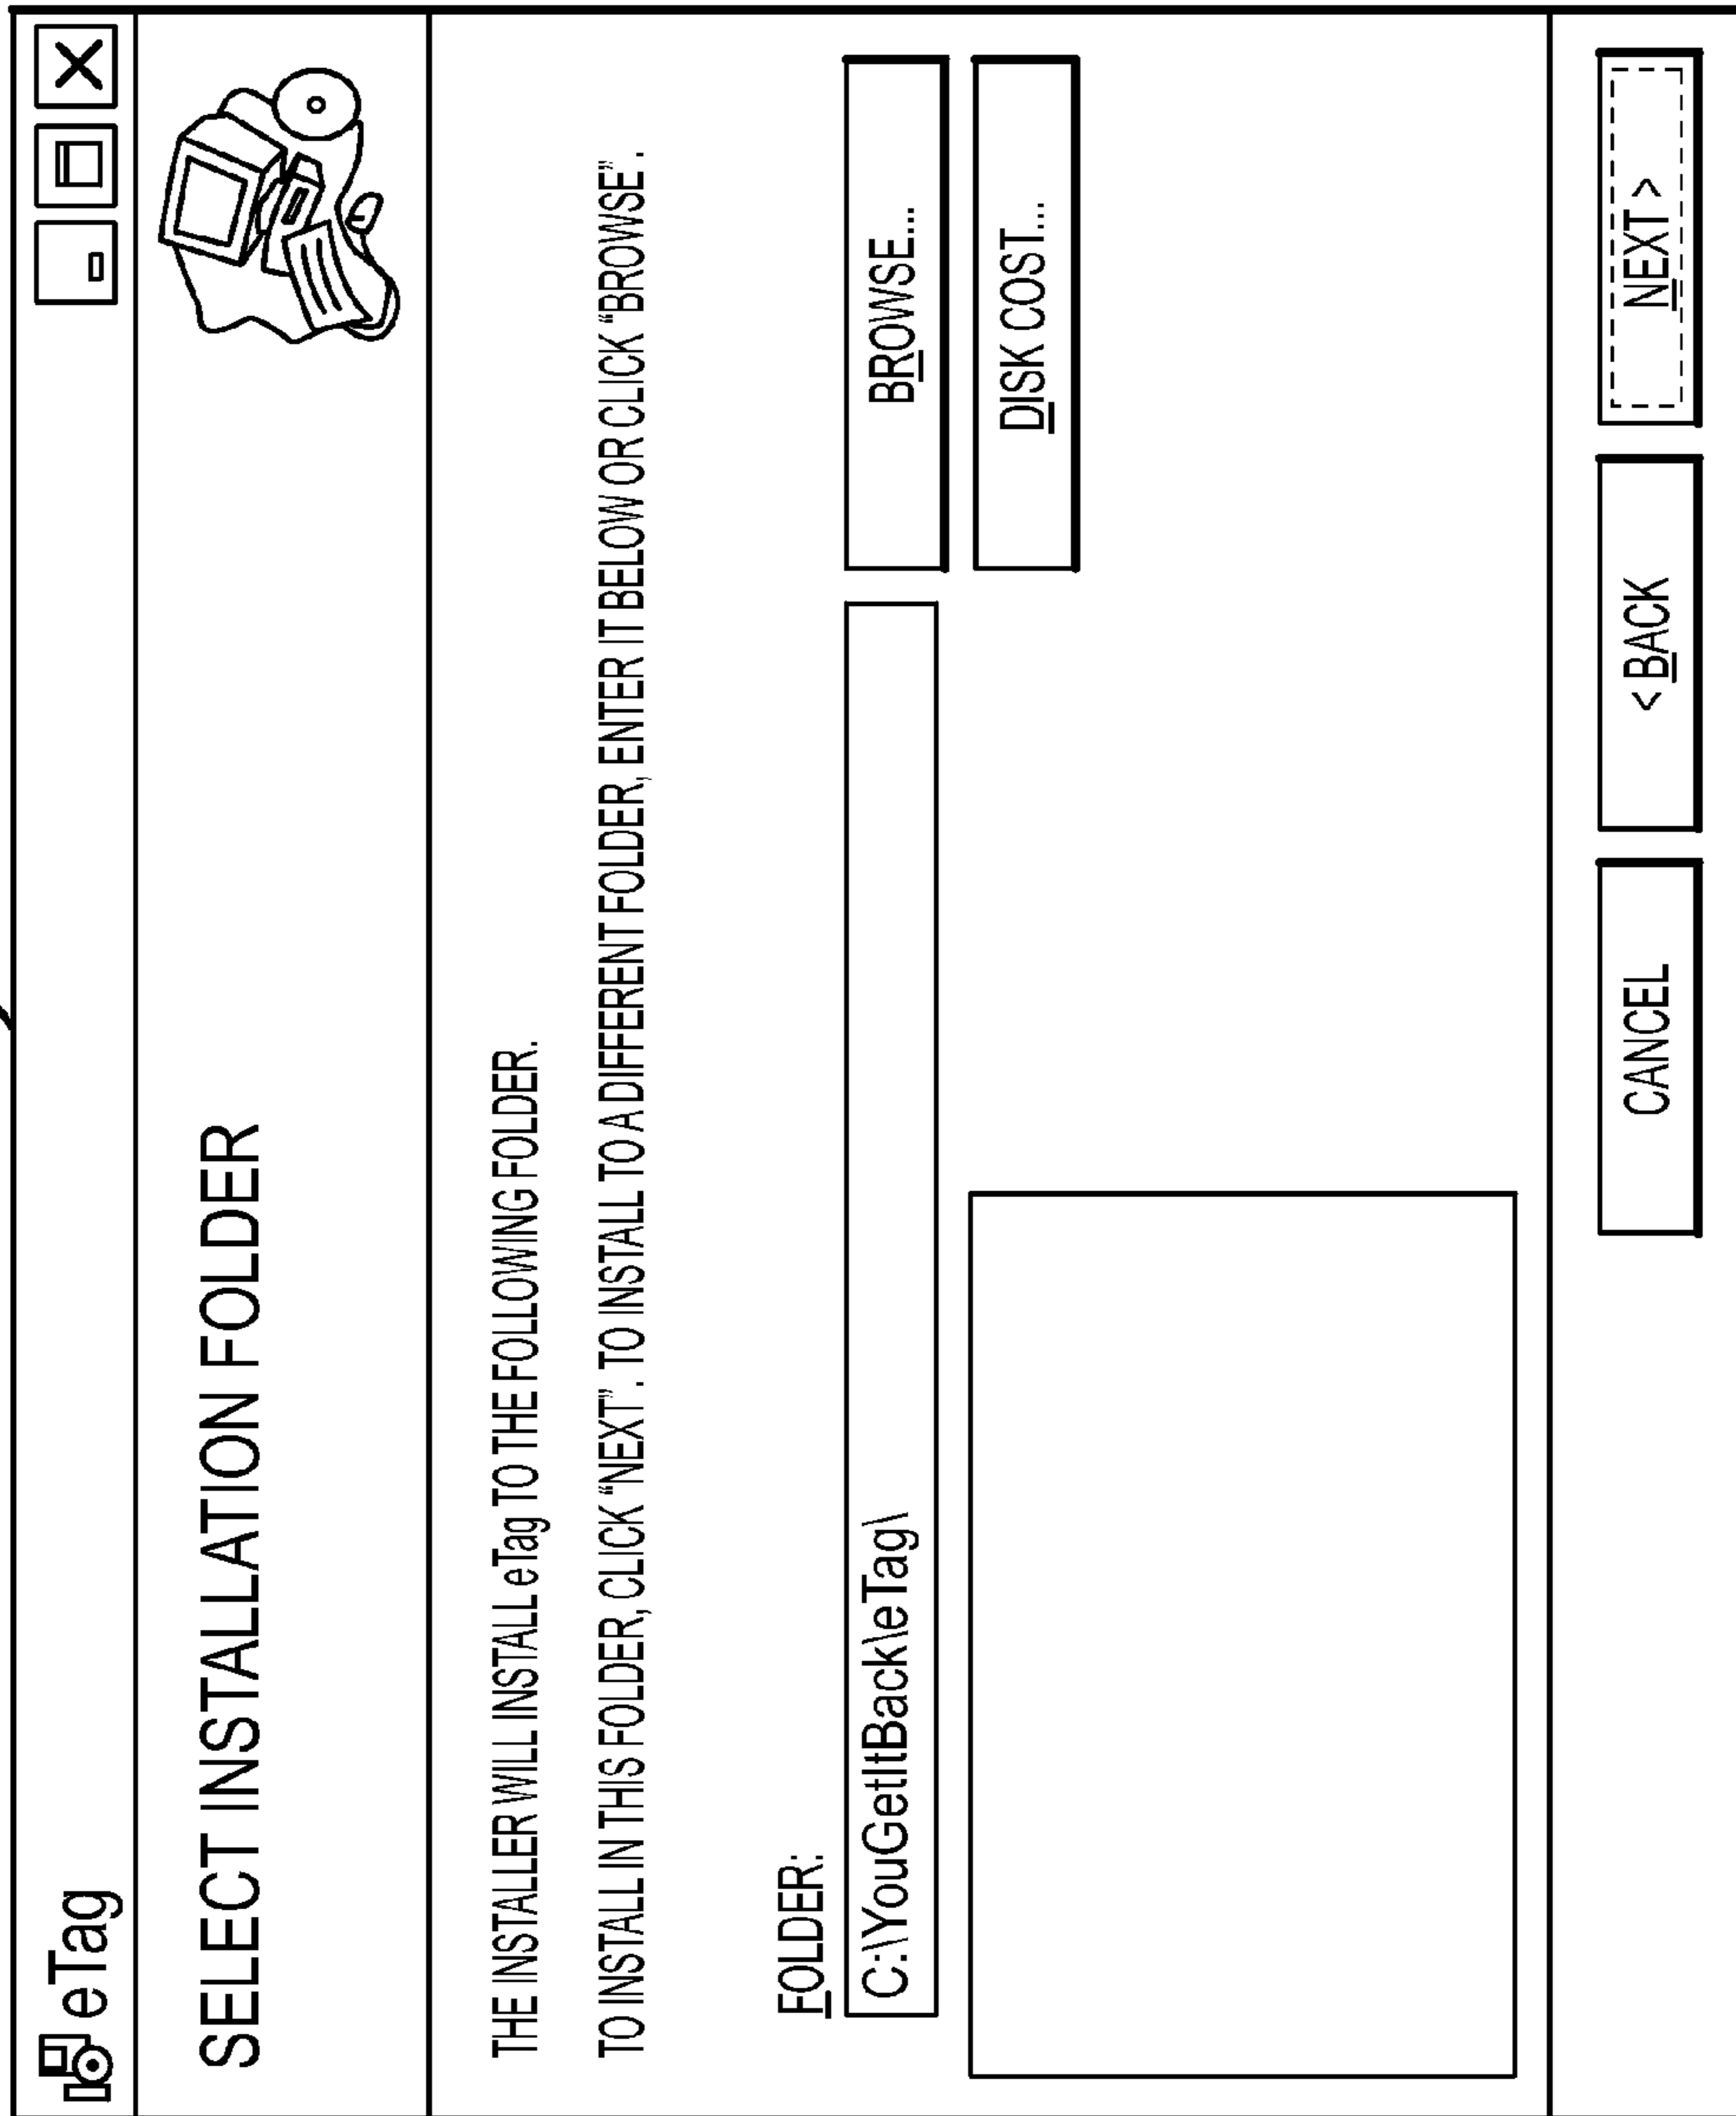 eTag
SELECT INSTALLATION FOLDER
THE INSTALLER WILL INSTALL eTag TO THE FOLLOWING FOLDER.
TO INSTALL IN THIS FOLDER, CLICK “NEXT”. TO INSTALL TO A DIFFERENT FOLDER, ENTER IT BELOW OR CLICK “BROWSE”.
FOLDER:
C:\YouGetItBack\eTag\
BROWSE...
DISK COST...
CANCEL
< BACK
NEXT >